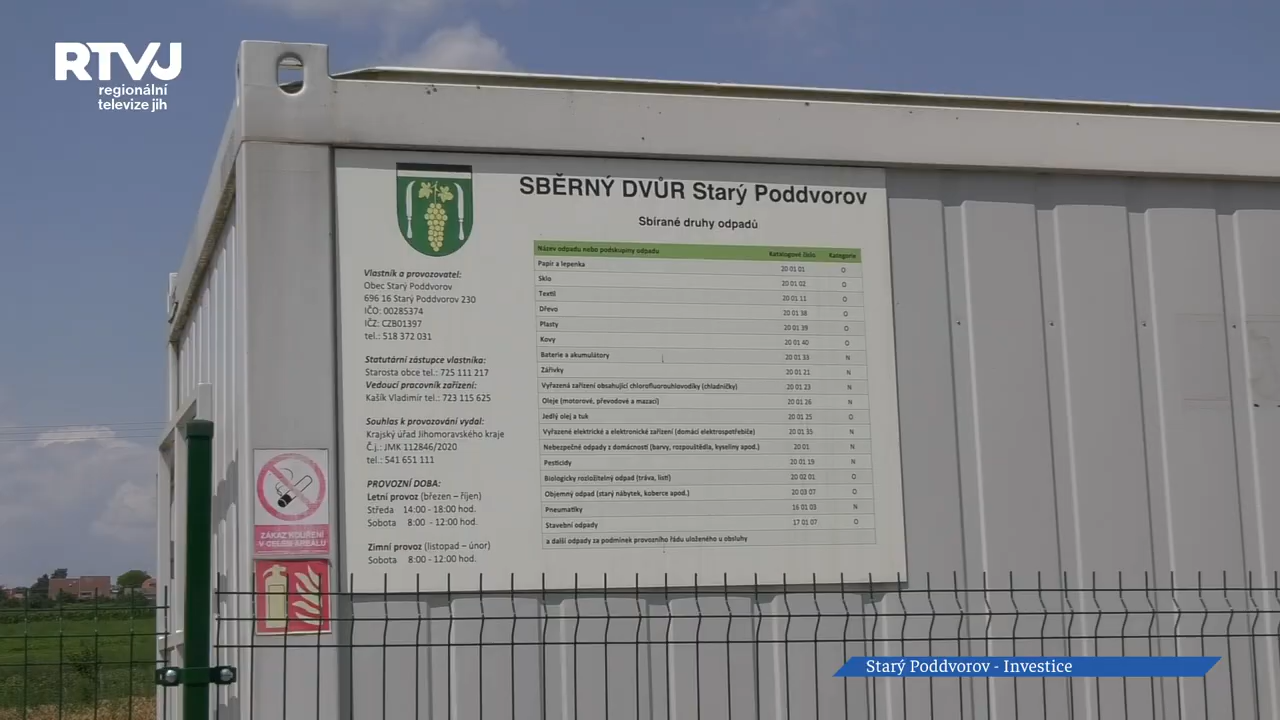 RTVJ
regionální
televize jih
SBĚRNÝ DVŮR Starý Poddvorov
Sbírané druhy odpadů
Vlastník a provozovatel:
Obec Starý Poddvorov
696 16 Starý Poddvorov 230
IČO: 00285374
IČZ: CZB01397
tel.: 518 372 031
Statutární zástupce vlastníka:
Starosta obce tel.: 725 111 217
Vedoucí pracovník zařízení:
Kašík Vladimír tel.: 723 115 625
Souhlas k provozování vydal:
Krajský úřad Jihomoravského kraje
Č.j.: JMK 112846/2020
tel.: 541 651 111
PROVOZNÍ DOBA:
Letní provoz (březen – říjen)
Středa 14:00 - 18:00 hod.
Sobota 8:00 - 12:00 hod.
Zimní provoz (listopad – únor)
Sobota 8:00 - 12:00 hod.
Název odpadu nebo podskupiny odpadu Katalogové číslo Kategorie
Papír a lepenka 20 01 01 O
Sklo 20 01 02 O
Textil 20 01 11 O
Dřevo 20 01 38 O
Plasty 20 01 39 O
Kovy 20 01 40 O
Baterie a akumulátory 20 01 33 N
Zářivky 20 01 21 N
Vyřazená zařízení obsahující chlorofluorouhlovodíky (chladničky) 20 01 23 N
Oleje (motorové, převodové a mazací) 20 01 26 N
Jedlý olej a tuk 20 01 25 O
Vyřazené elektrické a elektronické zařízení (domácí elektrospotřebiče) 20 01 35 N
Nebezpečné odpady z domácností (barvy, rozpouštědla, kyseliny apod.) 20 01 N
Pesticidy 20 01 19 N
Biologicky rozložitelný odpad (tráva, listí) 20 02 01 O
Objemný odpad (starý nábytek, koberce apod.) 20 03 07 O
Pneumatiky 16 01 03 N
Stavební odpady 17 01 07 O
a další odpady za podmínek provozního řádu uloženého u obsluhy
ZÁKAZ KOUŘENÍ
V CELÉM AREÁLU
Starý Poddvorov - Investice